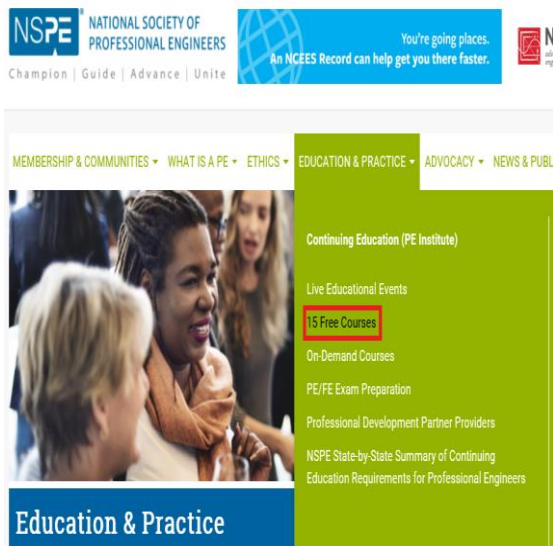 NSPE
NATIONAL SOCIETY OF
PROFESSIONAL ENGINEERS
Champion | Guide | Advance | Unite
You're going places.
An NCEES Record can help get you there faster.
N
MEMBERSHIP & COMMUNITIES WHAT IS A PE ETHICS EDUCATION & PRACTICE ADVOCACY NEWS & PUBL
Continuing Education (PE Institute)
Live Educational Events
15 Free Courses
On-Demand Courses
PE/FE Exam Preparation
Professional Development Partner Providers
NSPE State-by-State Summary of Continuing
Education Requirements for Professional Engineers
Education & Practice